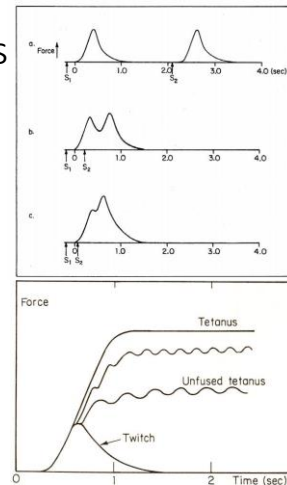 S
a.
Force
S₁
0
1.0
2.0
S₂
3.0
4.0 (sec)
b.
S₁
0
S₂
1.0
2.0
3.0
4.0
c.
S₁
0
S₂
1.0
2.0
3.0
4.0
Force
Tetanus
Unfused tetanus
Twitch
0
1
2
Time (sec)